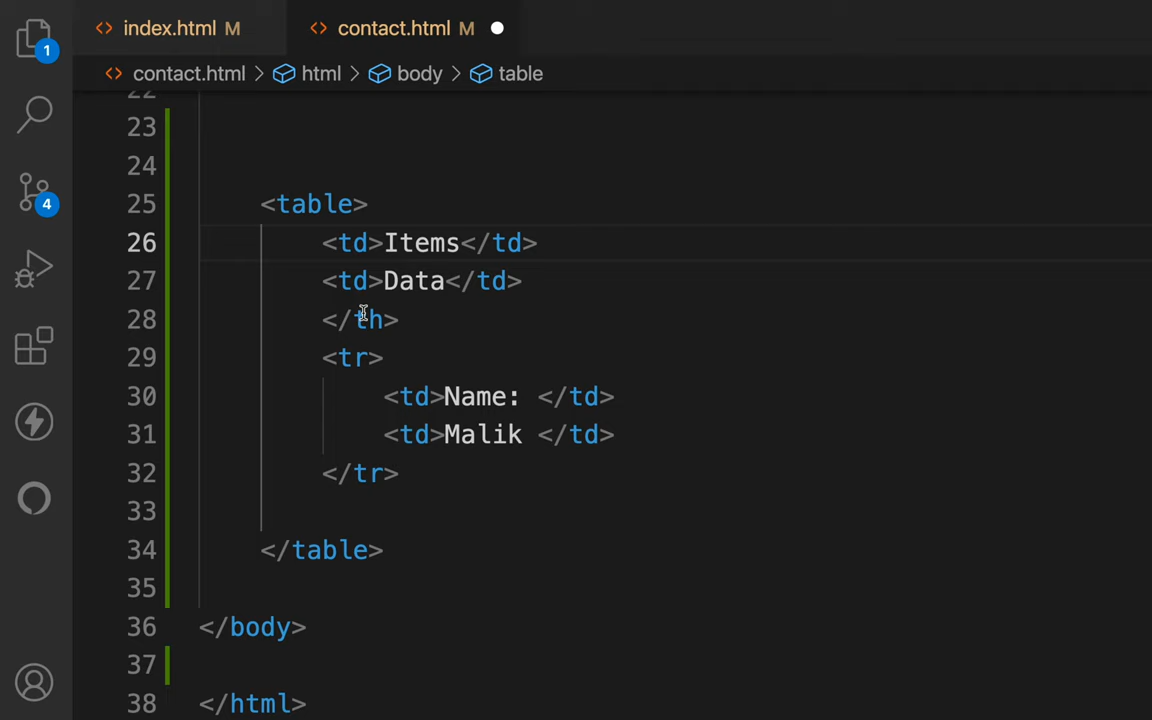 1
4
index.html M
contact.html M
contact.html > html > body > table
22
23
24
25 <table>
26 <td>Items</td>
27 <td>Data</td>
28 </th>
29 <tr>
30 <td>Name: </td>
31 <td>Malik </td>
32 </tr>
33
34 </table>
35
36 </body>
37
38 </html>